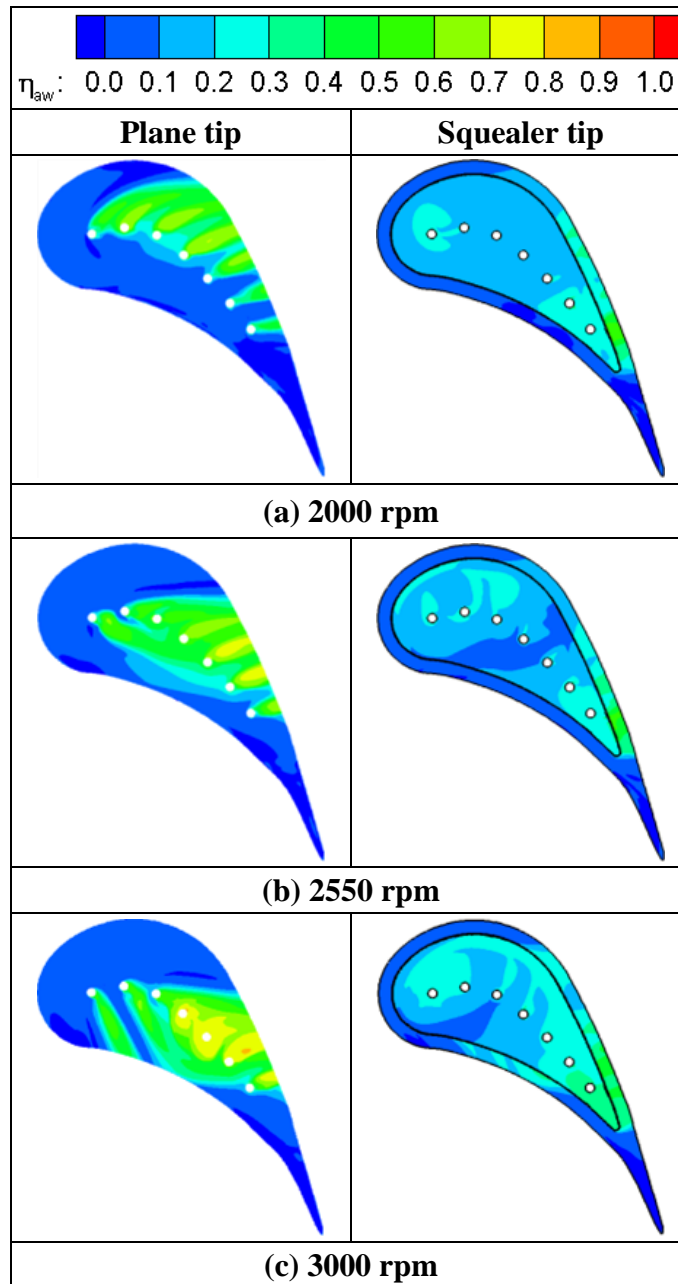 η_aw: 0.0 0.1 0.2 0.3 0.4 0.5 0.6 0.7 0.8 0.9 1.0
Plane tip Squealer tip
(a) 2000 rpm
(b) 2550 rpm
(c) 3000 rpm